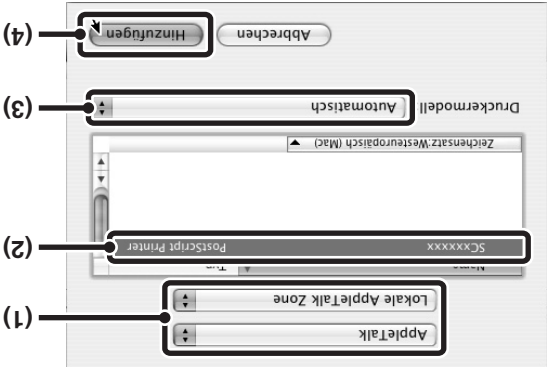 AppleTalk
Lokale AppleTalk Zone
(1)
Name Typ
SCxxxxxx PostScript Printer (2)
Zeichensatz:Westeuropäisch (Mac)
Druckermodell Automatisch (3)
Abbrechen Hinzufügen (4)